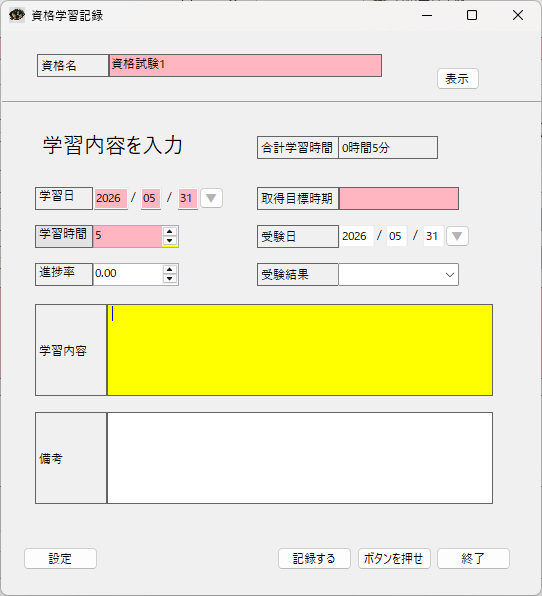 資格学習記録
資格名 資格試験1
表示
学習内容を入力
合計学習時間 0時間5分
学習日 2026 / 05 / 31
取得目標時期
学習時間 5
受験日 2026 / 05 / 31
進捗率 0.00
受験結果
学習内容
備考
設定 記録する ボタンを押せ 終了